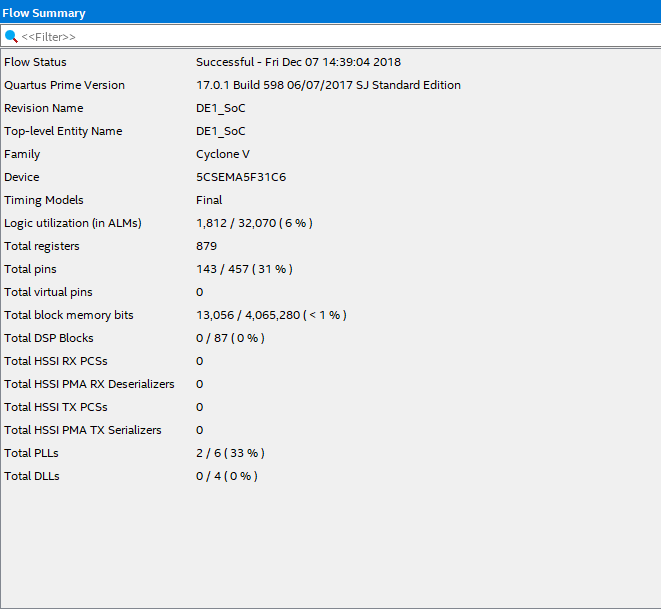 Flow Summary
<<Filter>>
Flow Status Successful - Fri Dec 07 14:39:04 2018
Quartus Prime Version 17.0.1 Build 598 06/07/2017 SJ Standard Edition
Revision Name DE1_SoC
Top-level Entity Name DE1_SoC
Family Cyclone V
Device 5CSEMA5F31C6
Timing Models Final
Logic utilization (in ALMs) 1,812 / 32,070 ( 6 % )
Total registers 879
Total pins 143 / 457 ( 31 % )
Total virtual pins 0
Total block memory bits 13,056 / 4,065,280 ( < 1 % )
Total DSP Blocks 0 / 87 ( 0 % )
Total HSSI RX PCSs 0
Total HSSI PMA RX Deserializers 0
Total HSSI TX PCSs 0
Total HSSI PMA TX Serializers 0
Total PLLs 2 / 6 ( 33 % )
Total DLLs 0 / 4 ( 0 % )